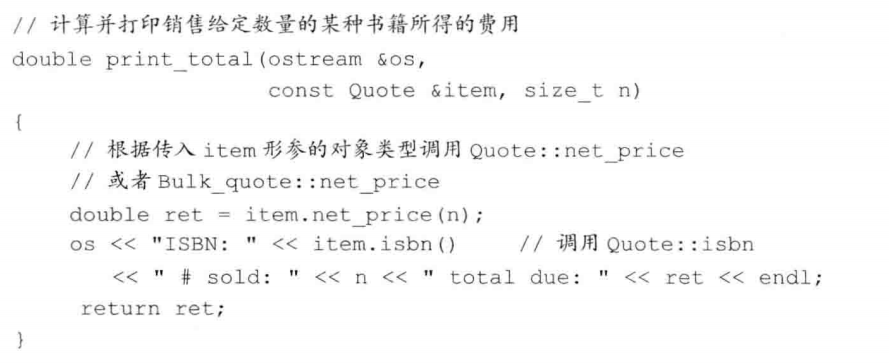 // 计算并打印销售给定数量的某种书籍所得的费用
double print_total(ostream &os,
                   const Quote &item, size_t n)
{
    // 根据传入 item 形参的对象类型调用 Quote::net_price
    // 或者 Bulk_quote::net_price
    double ret = item.net_price(n);
    os << "ISBN: " << item.isbn()    // 调用 Quote::isbn
       << " # sold: " << n << " total due: " << ret << endl;
     return ret;
}